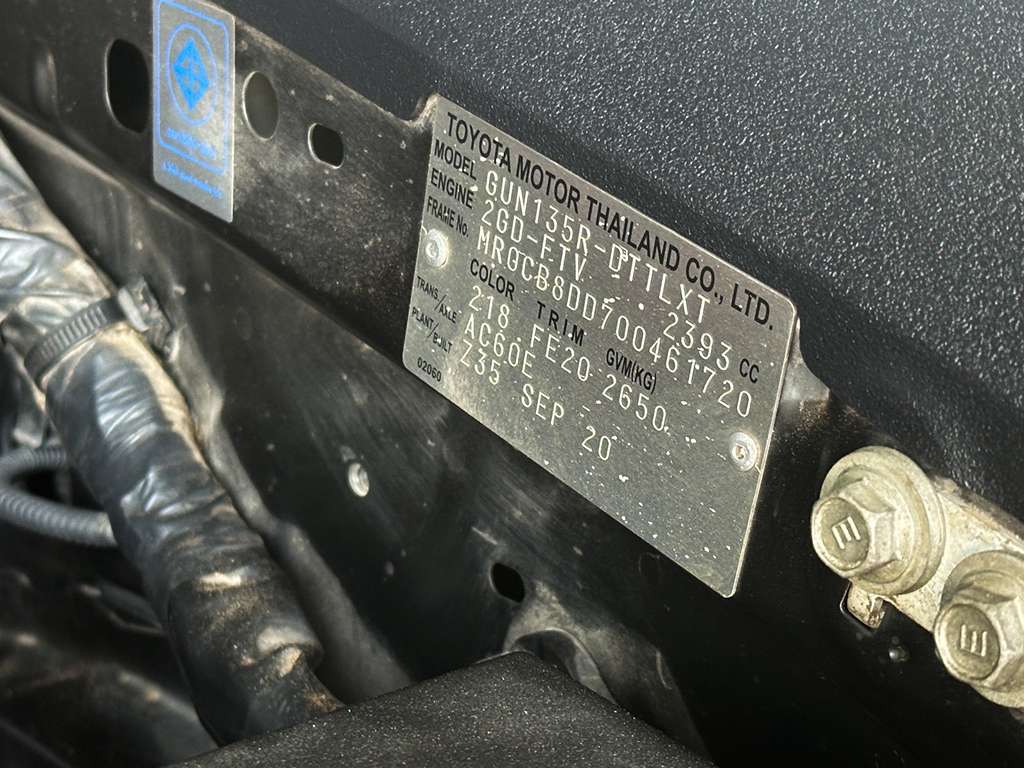 TOYOTA MOTOR THAILAND CO., LTD.
MODEL GUN135R-DTTLXT
ENGINE 2GD-FTV 2393 CC
FRAME No. MR0CB8DD700461720
COLOR TRIM GVM(KG)
218 FE20 2650
TRANS./AXLE AC60E
PLANT/BUILT Z35 SEP 20
02060